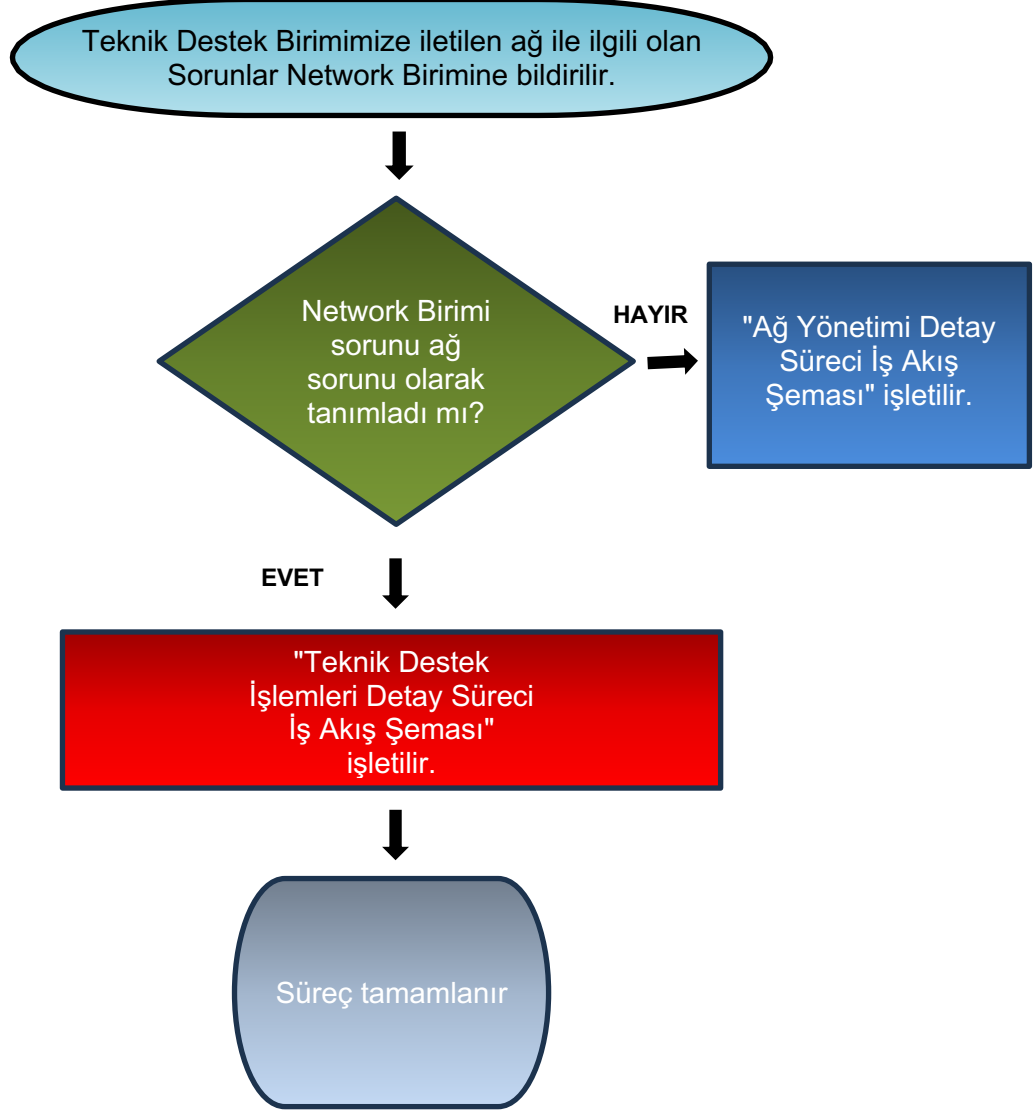 Teknik Destek Birimimize iletilen ağ ile ilgili olan
Sorunlar Network Birimine bildirilir.
Network Birimi
sorunu ağ
sorunu olarak
tanımladı mı?
HAYIR
"Ağ Yönetimi Detay
Süreci İş Akış
Şeması" işletilir.
EVET
"Teknik Destek
İşlemleri Detay Süreci
İş Akış Şeması"
işletilir.
Süreç tamamlanır